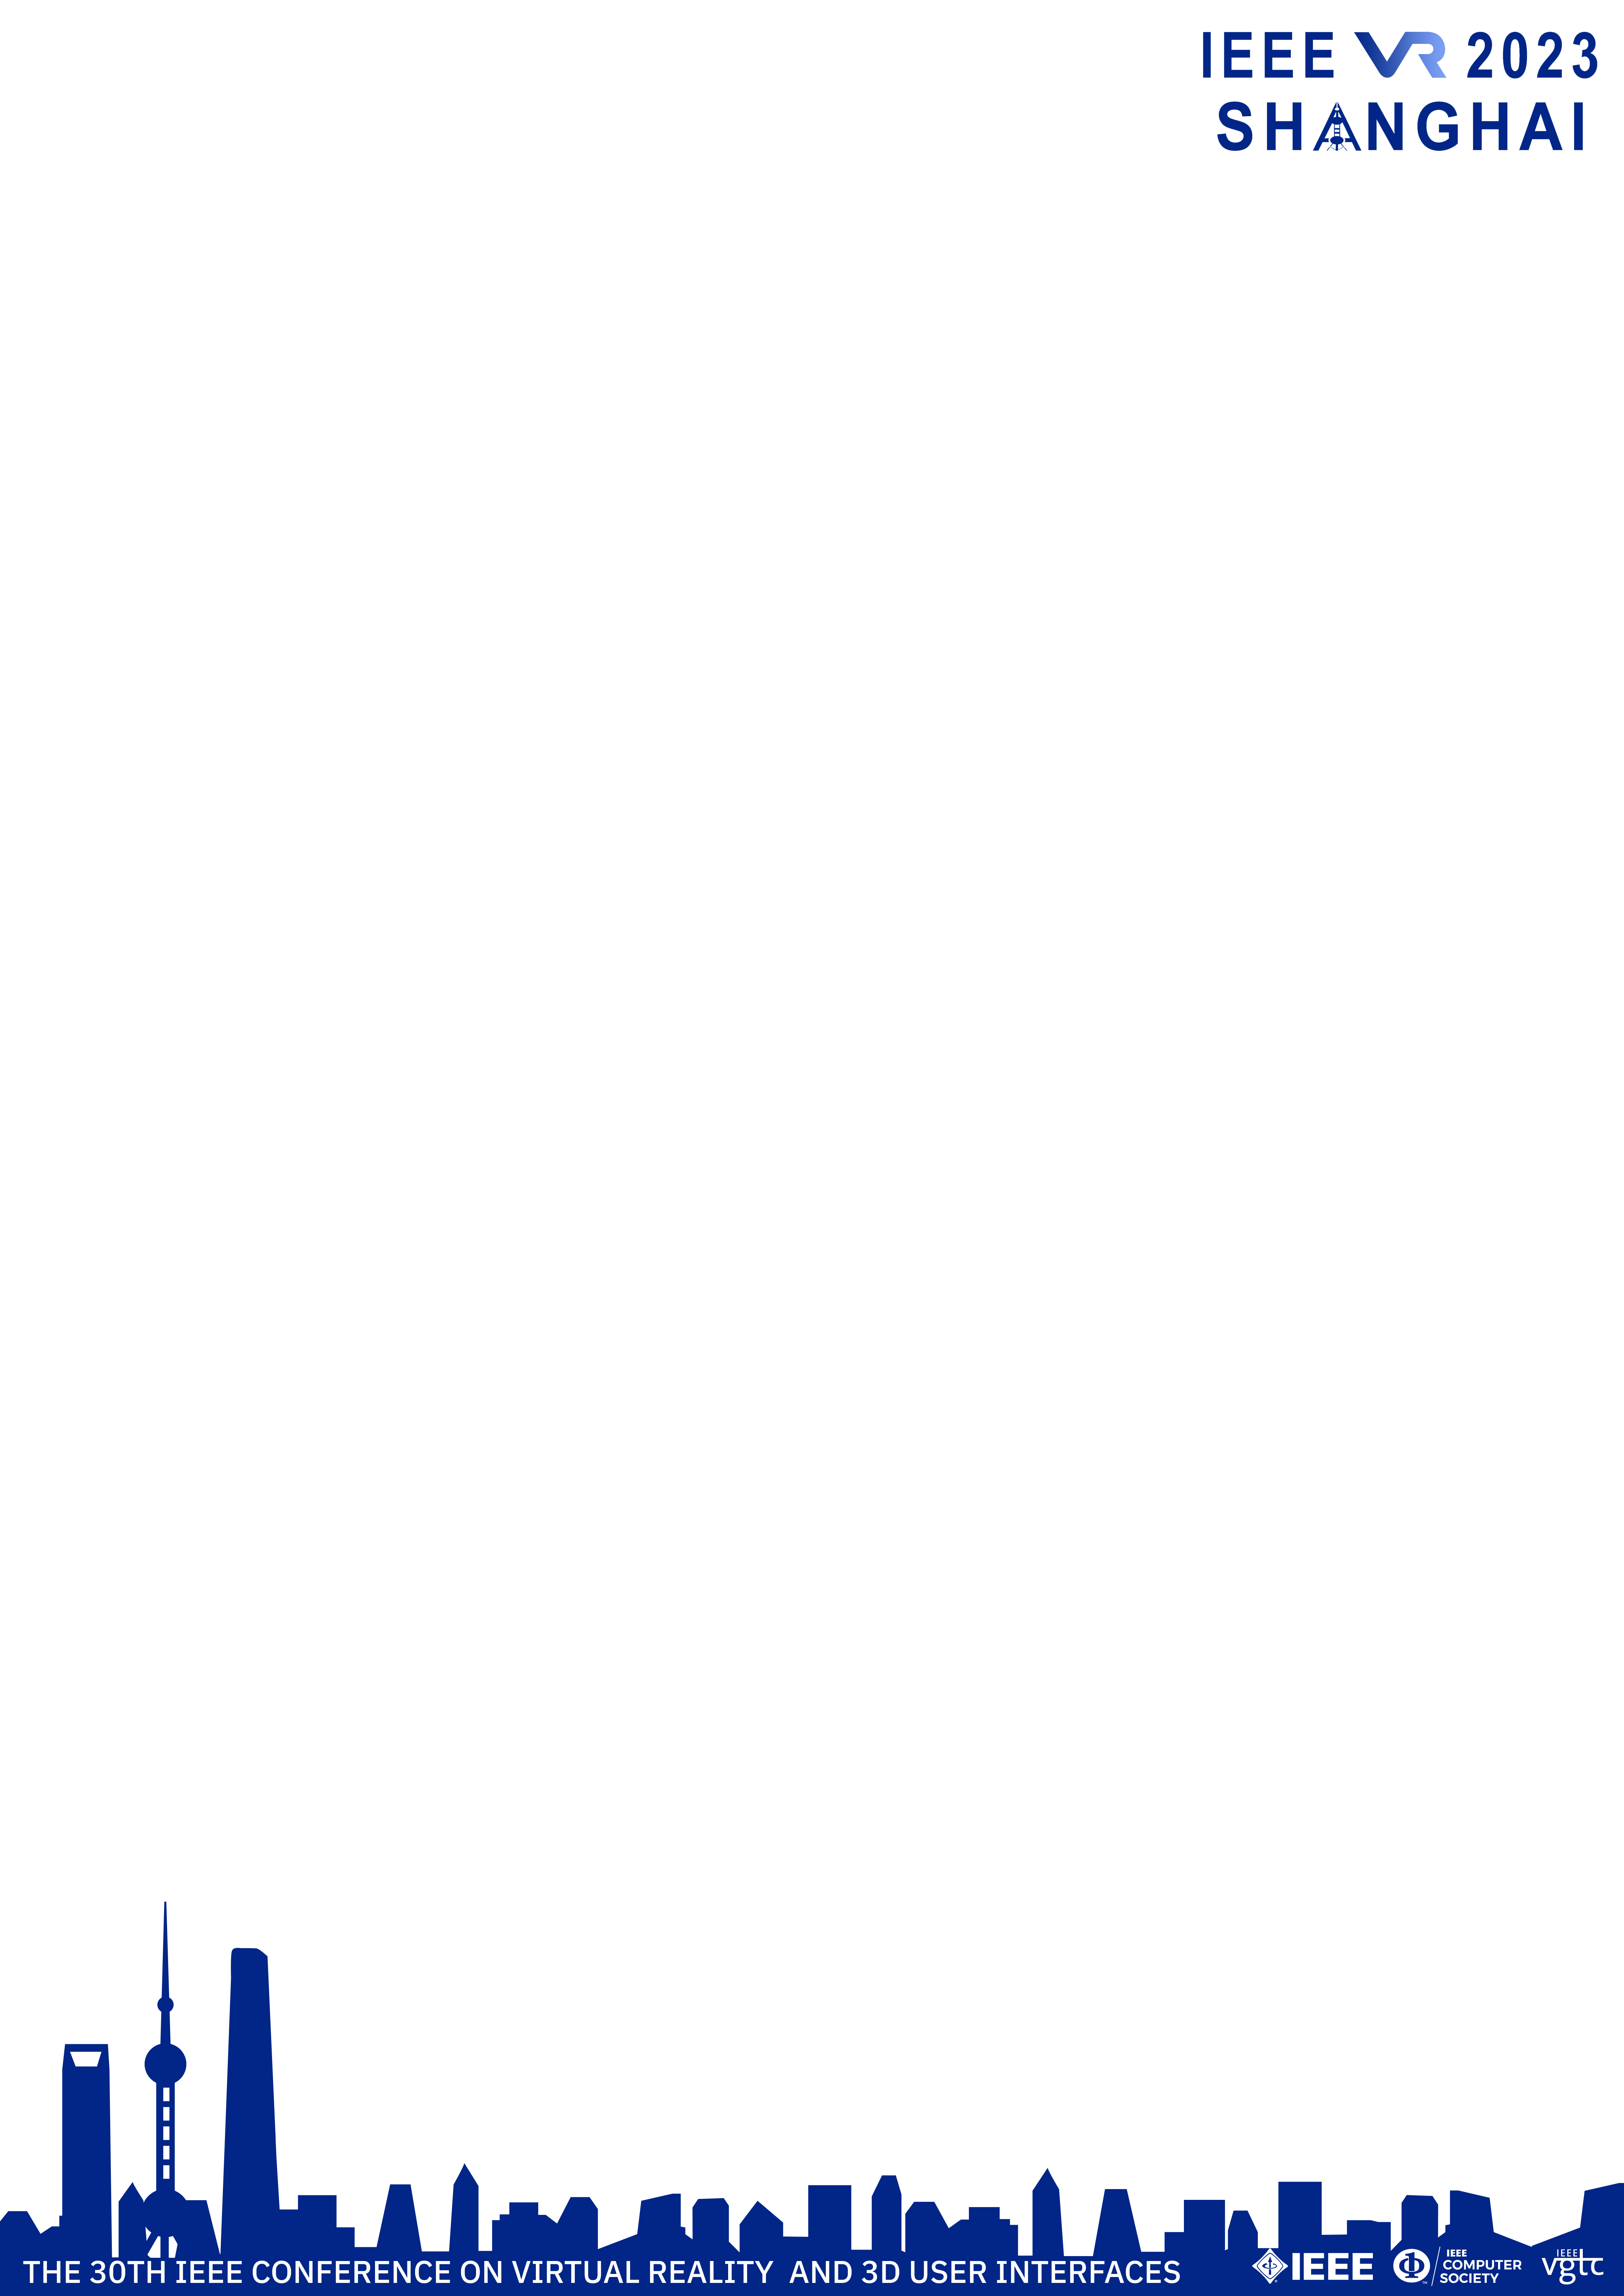 IEEE VR 2023
SHANGHAI
THE 30TH IEEE CONFERENCE ON VIRTUAL REALITY AND 3D USER INTERFACES
IEEE
IEEE
COMPUTER
SOCIETY
IEEE
vgtc